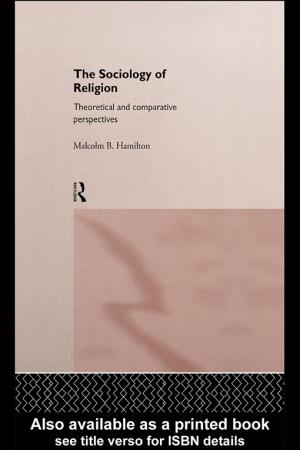 The Sociology of
Religion
Theoretical and comparative
perspectives
Malcolm B. Hamilton
ROUTLEDGE
Also available as a printed book
see title verso for ISBN details